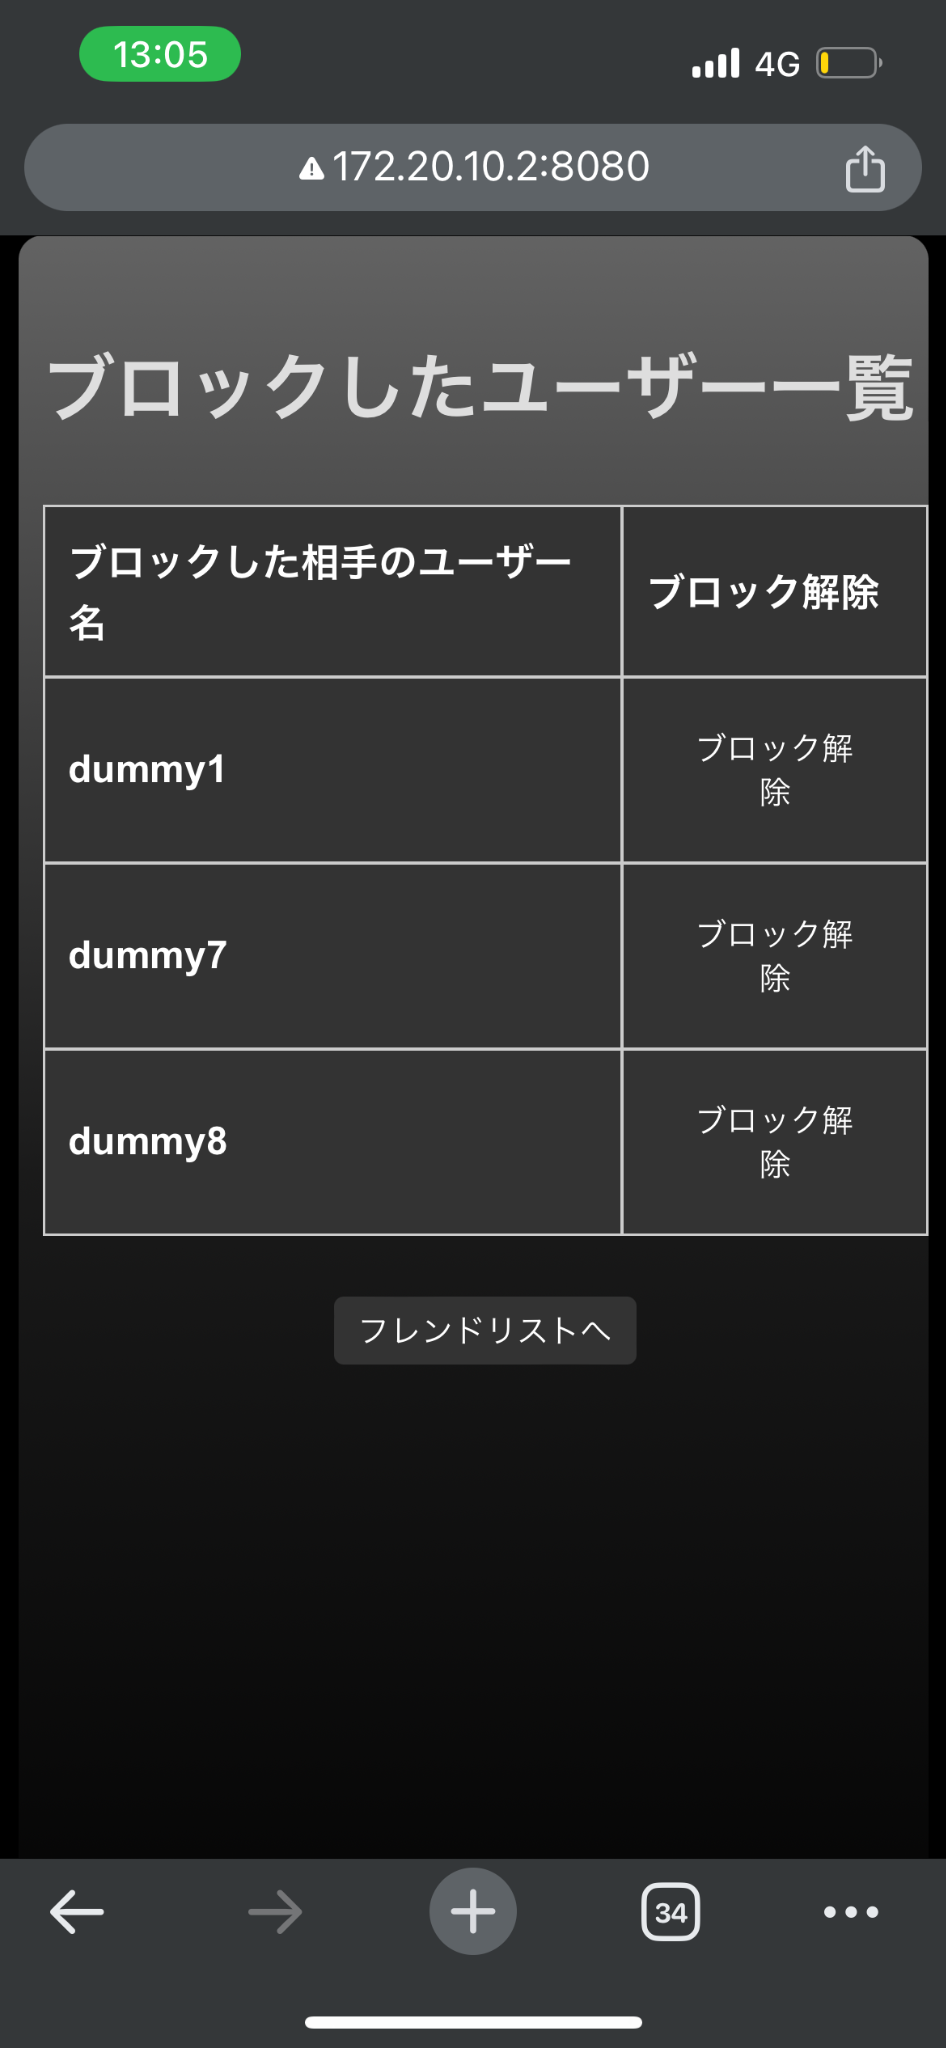 13:05
4G
172.20.10.2:8080
ブロックしたユーザー一覧
ブロックした相手のユーザー
名
ブロック解除
dummy1
ブロック解
除
dummy7
ブロック解
除
dummy8
ブロック解
除
フレンドリストへ
34